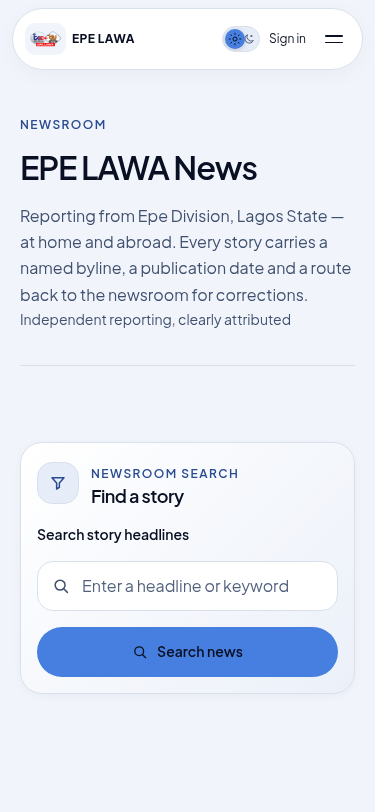 EPE LAWA
Sign in
NEWSROOM
EPE LAWA News
Reporting from Epe Division, Lagos State —
at home and abroad. Every story carries a
named byline, a publication date and a route
back to the newsroom for corrections.
Independent reporting, clearly attributed
NEWSROOM SEARCH
Find a story
Search story headlines
Enter a headline or keyword
Search news